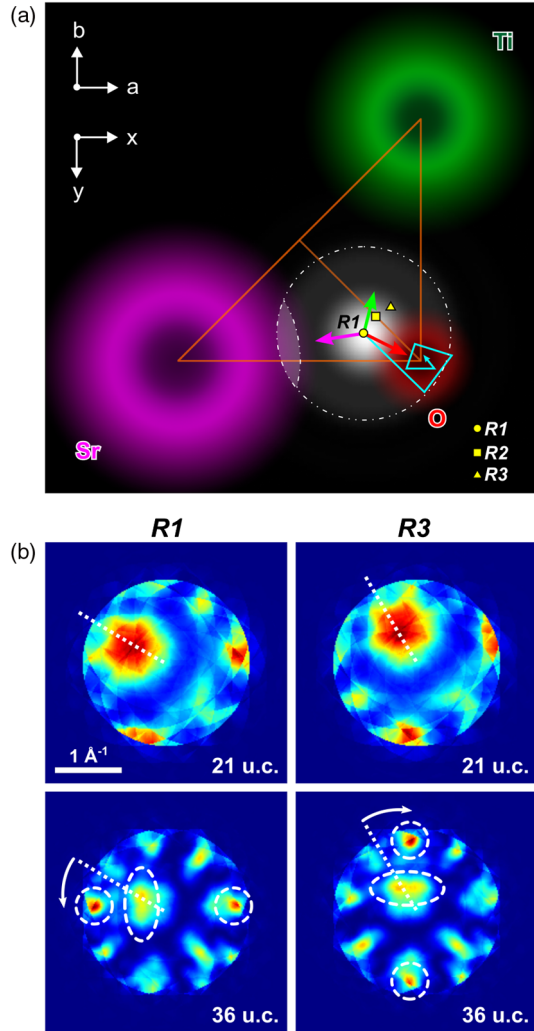 (a)
b
a
x
y
Ti
R1
O
Sr
R1
R2
R3
(b)
R1
R3
1 Å⁻¹
21 u.c.
21 u.c.
36 u.c.
36 u.c.